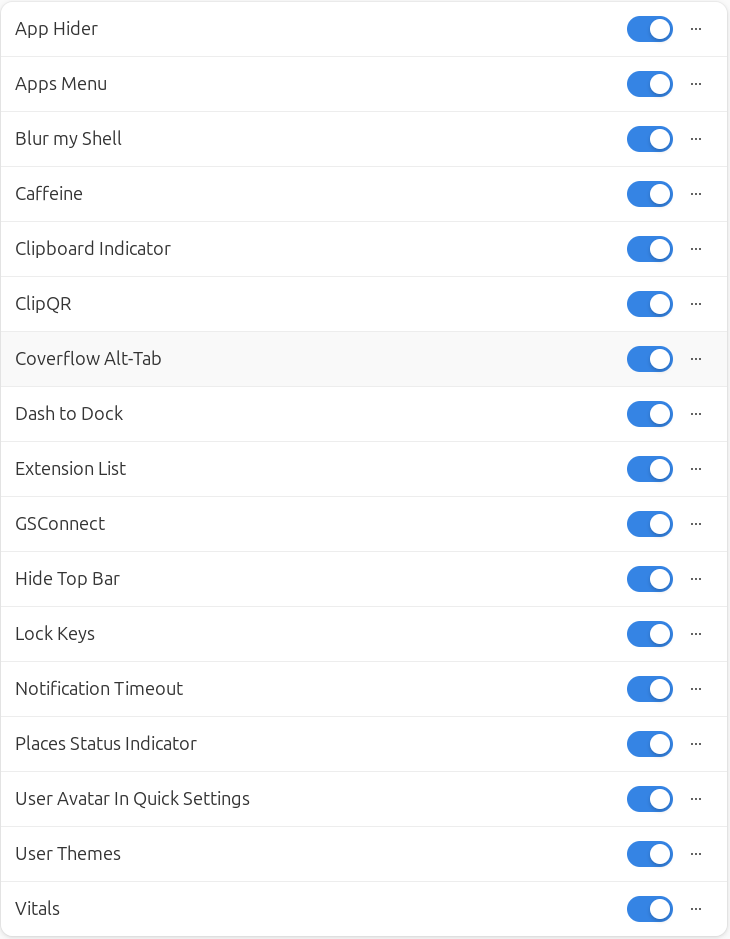 App Hider
Apps Menu
Blur my Shell
Caffeine
Clipboard Indicator
ClipQR
Coverflow Alt-Tab
Dash to Dock
Extension List
GSConnect
Hide Top Bar
Lock Keys
Notification Timeout
Places Status Indicator
User Avatar In Quick Settings
User Themes
Vitals